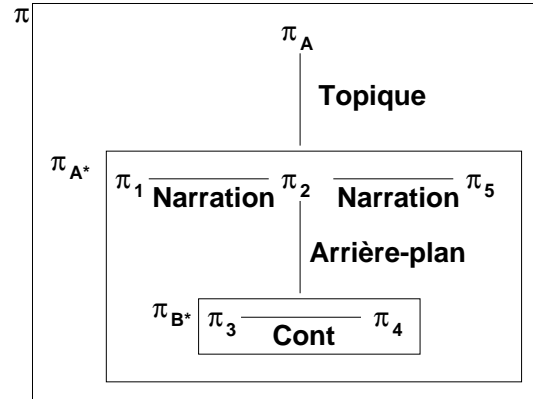 π
π_A
Topique
π_A*
π_1 Narration π_2 Narration π_5
Arrière-plan
π_B*
π_3 Cont π_4